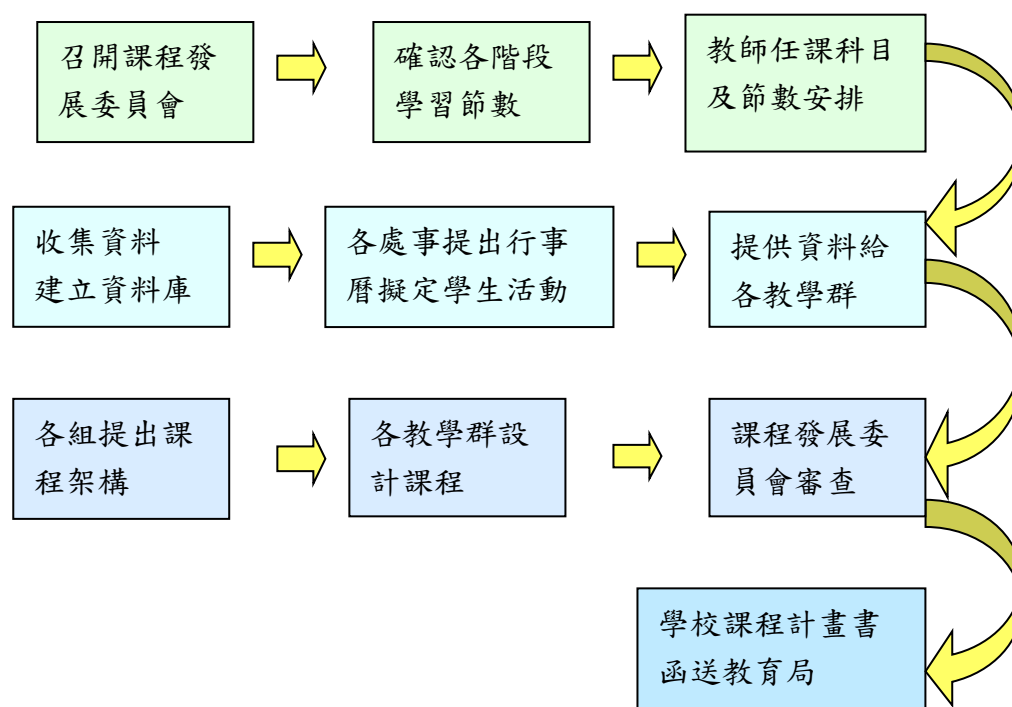 召開課程發
展委員會
確認各階段
學習節數
教師任課科目
及節數安排
收集資料
建立資料庫
各處事提出行事
曆擬定學生活動
提供資料給
各教學群
各組提出課
程架構
各教學群設
計課程
課程發展委
員會審查
學校課程計畫書
函送教育局